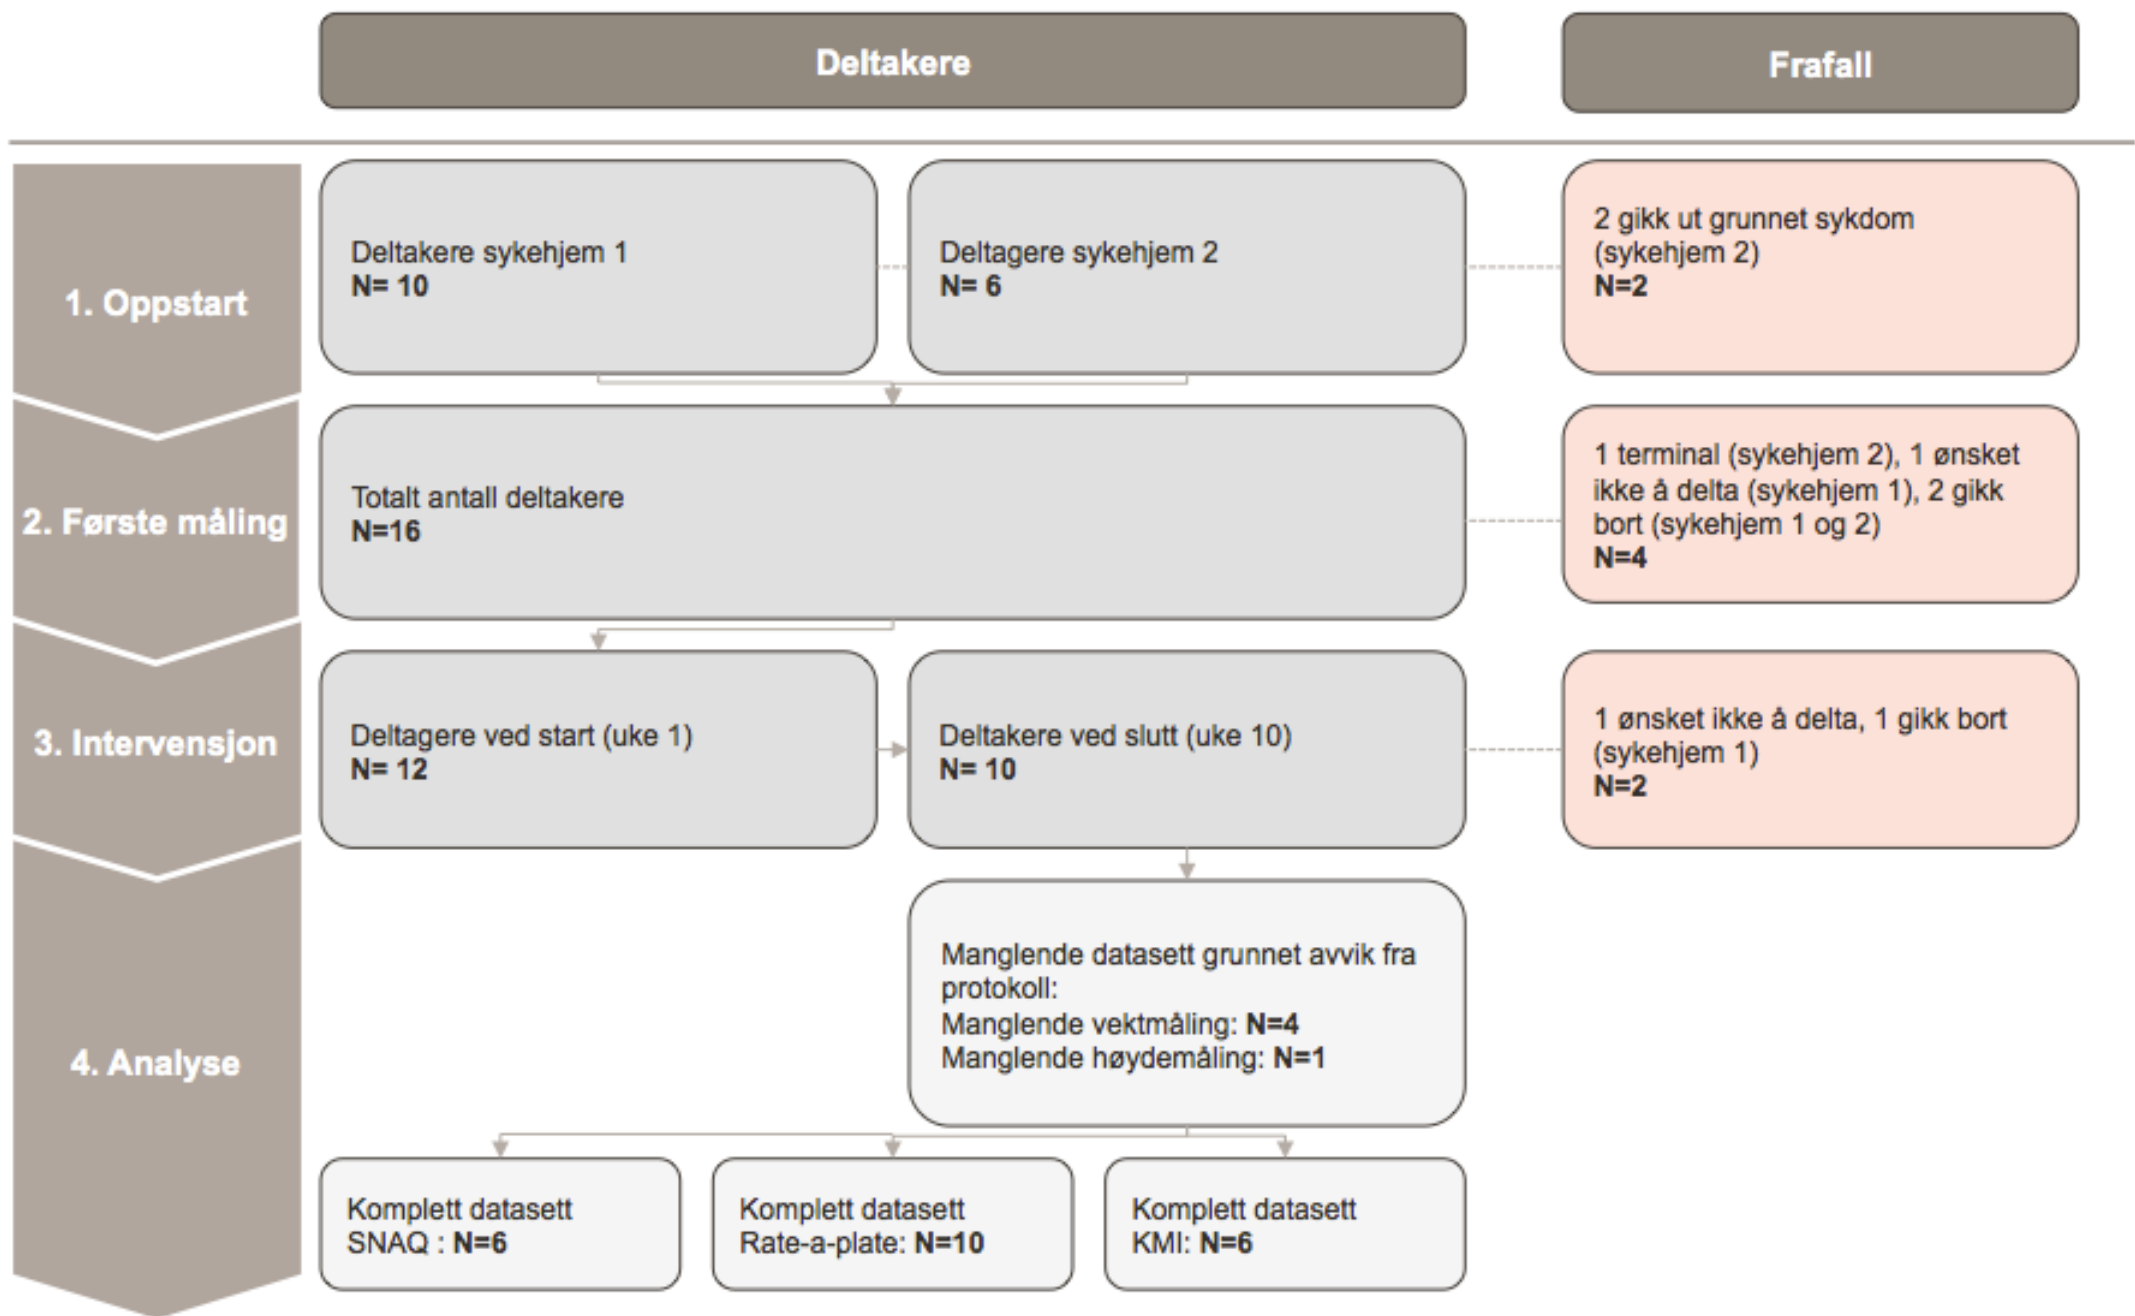 Deltakere
Frafall
1. Oppstart
Deltakere sykehjem 1
N= 10
Deltagere sykehjem 2
N= 6
2 gikk ut grunnet sykdom
(sykehjem 2)
N=2
2. Første måling
Totalt antall deltakere
N=16
1 terminal (sykehjem 2), 1 ønsket
ikke å delta (sykehjem 1), 2 gikk
bort (sykehjem 1 og 2)
N=4
3. Intervensjon
Deltagere ved start (uke 1)
N= 12
Deltakere ved slutt (uke 10)
N= 10
1 ønsket ikke å delta, 1 gikk bort
(sykehjem 1)
N=2
4. Analyse
Manglende datasett grunnet avvik fra
protokoll:
Manglende vektmåling: N=4
Manglende høydemåling: N=1
Komplett datasett
SNAQ : N=6
Komplett datasett
Rate-a-plate: N=10
Komplett datasett
KMI: N=6